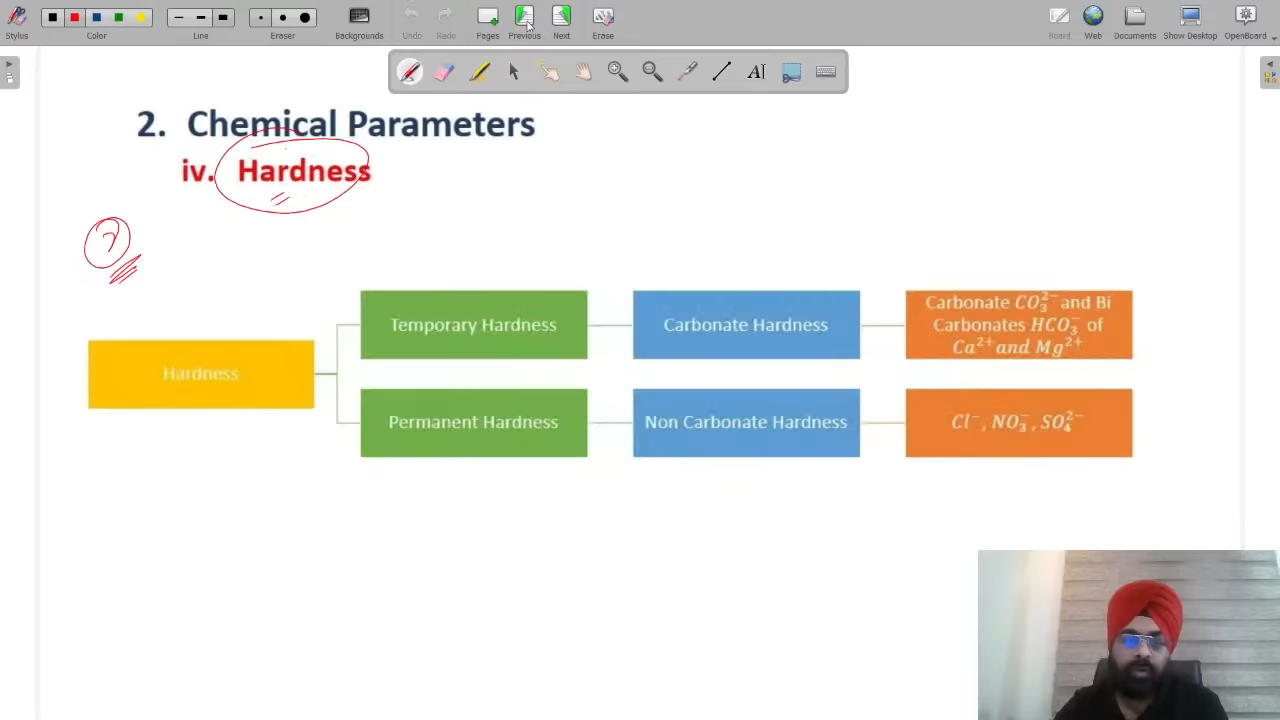 Stylus
Color
Line
Eraser
Backgrounds
Undo
Redo
Pages
Previous
Next
Erase
Board
Web
Documents
Show Desktop
OpenBoard
2. Chemical Parameters
iv. Hardness
Hardness
Temporary Hardness
Carbonate Hardness
Carbonate CO₃²⁻ and Bi
Carbonates HCO₃⁻ of
Ca²⁺ and Mg²⁺
Permanent Hardness
Non Carbonate Hardness
Cl⁻, NO₃⁻, SO₄²⁻